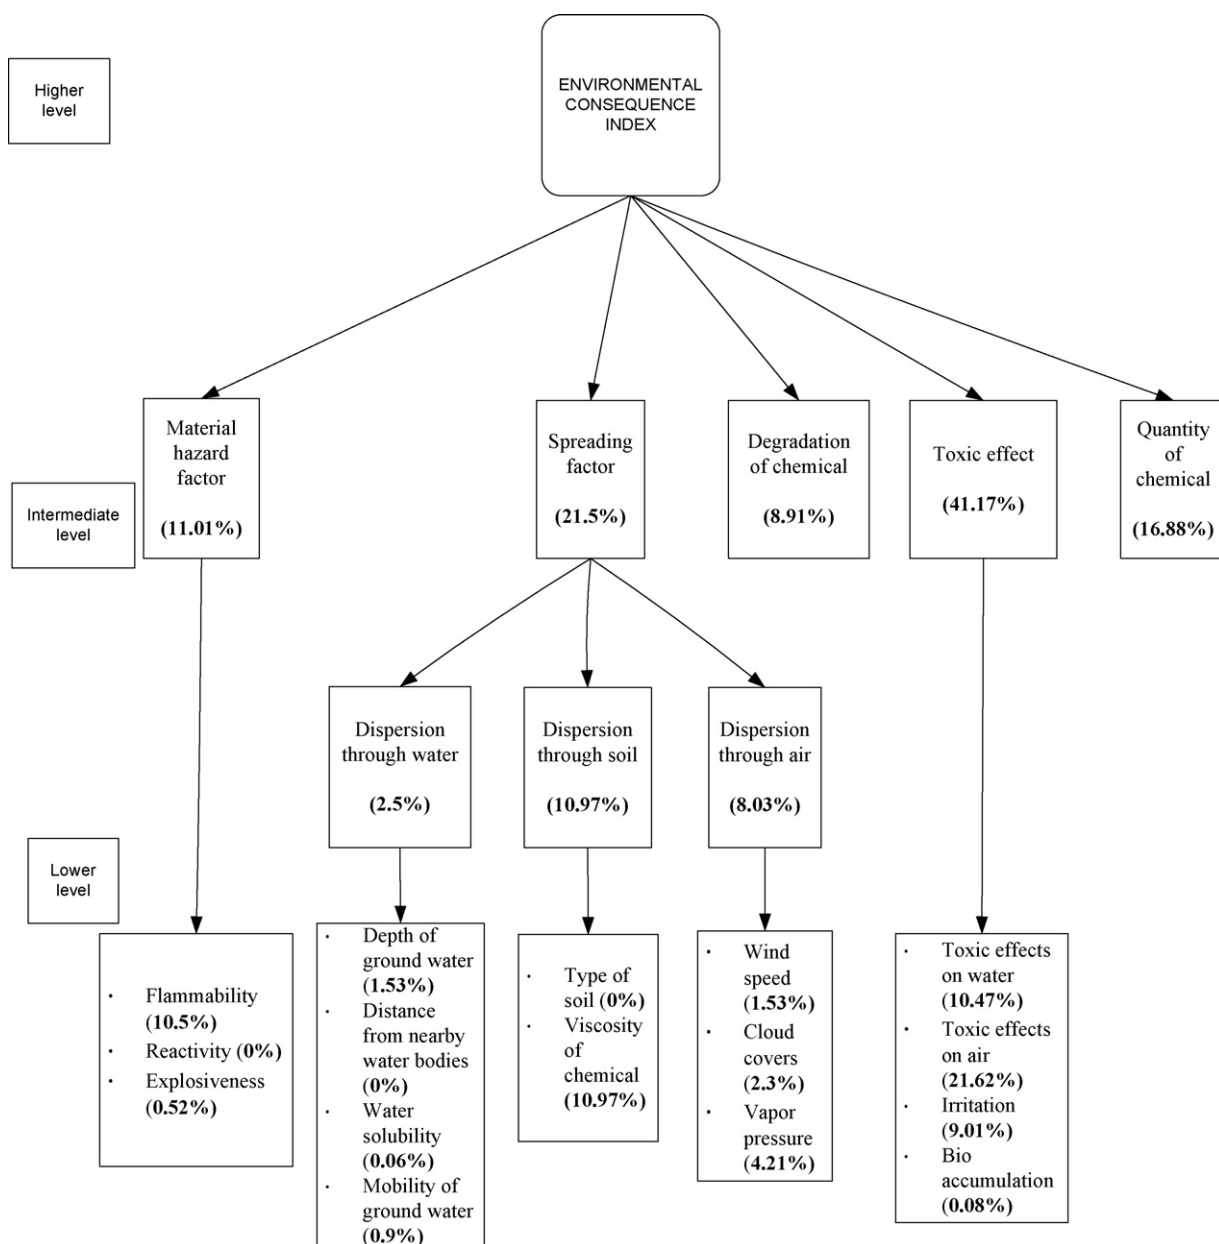 Higher
level
ENVIRONMENTAL
CONSEQUENCE
INDEX
Intermediate
level
Material
hazard
factor
(11.01%)
Spreading
factor
(21.5%)
Degradation
of chemical
(8.91%)
Toxic effect
(41.17%)
Quantity
of
chemical
(16.88%)
Dispersion
through water
(2.5%)
Dispersion
through soil
(10.97%)
Dispersion
through air
(8.03%)
Lower
level
· Flammability
(10.5%)
· Reactivity (0%)
· Explosiveness
(0.52%)
· Depth of
ground water
(1.53%)
· Distance
from nearby
water bodies
(0%)
· Water
solubility
(0.06%)
· Mobility of
ground water
(0.9%)
· Type of
soil (0%)
· Viscosity
of
chemical
(10.97%)
· Wind
speed
(1.53%)
· Cloud
covers
(2.3%)
· Vapor
pressure
(4.21%)
· Toxic effects
on water
(10.47%)
· Toxic effects
on air
(21.62%)
· Irritation
(9.01%)
· Bio
accumulation
(0.08%)